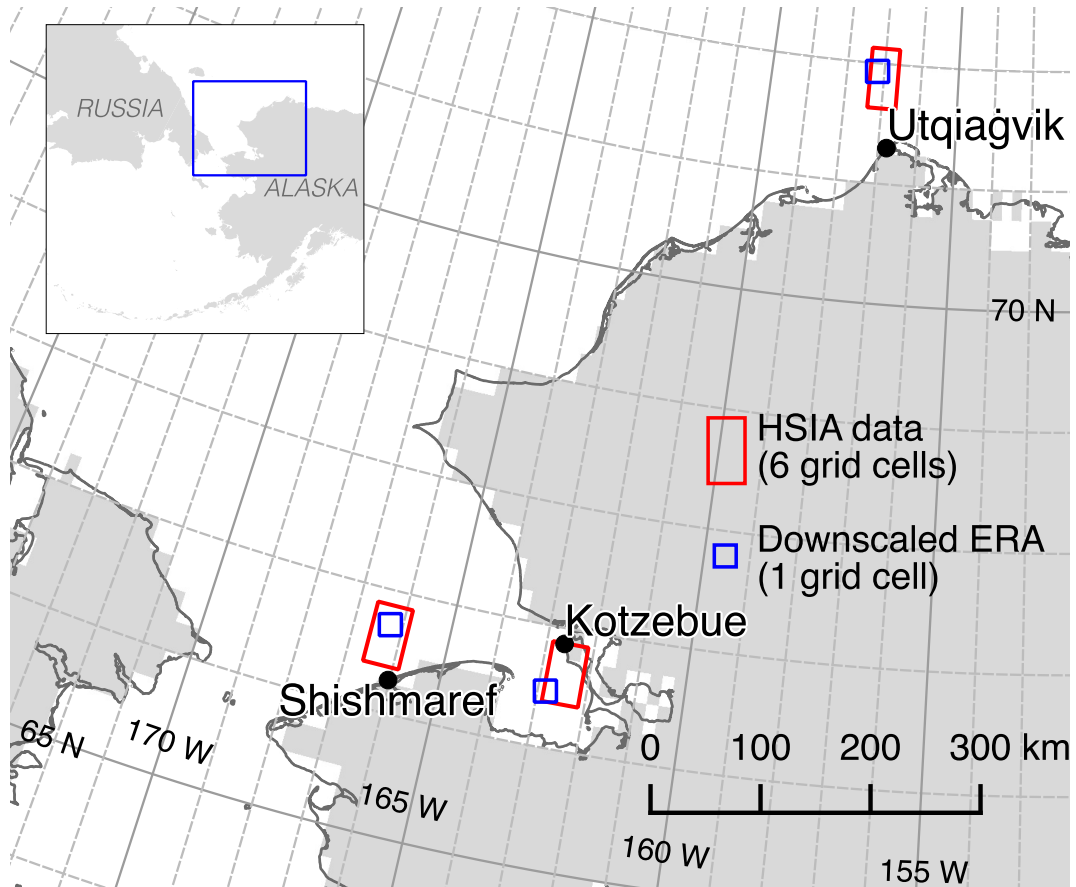 RUSSIA
ALASKA
Utqiaġvik
70 N
HSIA data
(6 grid cells)
Downscaled ERA
(1 grid cell)
Kotzebue
Shishmaref
65 N
170 W
0 100 200 300 km
165 W
160 W
155 W